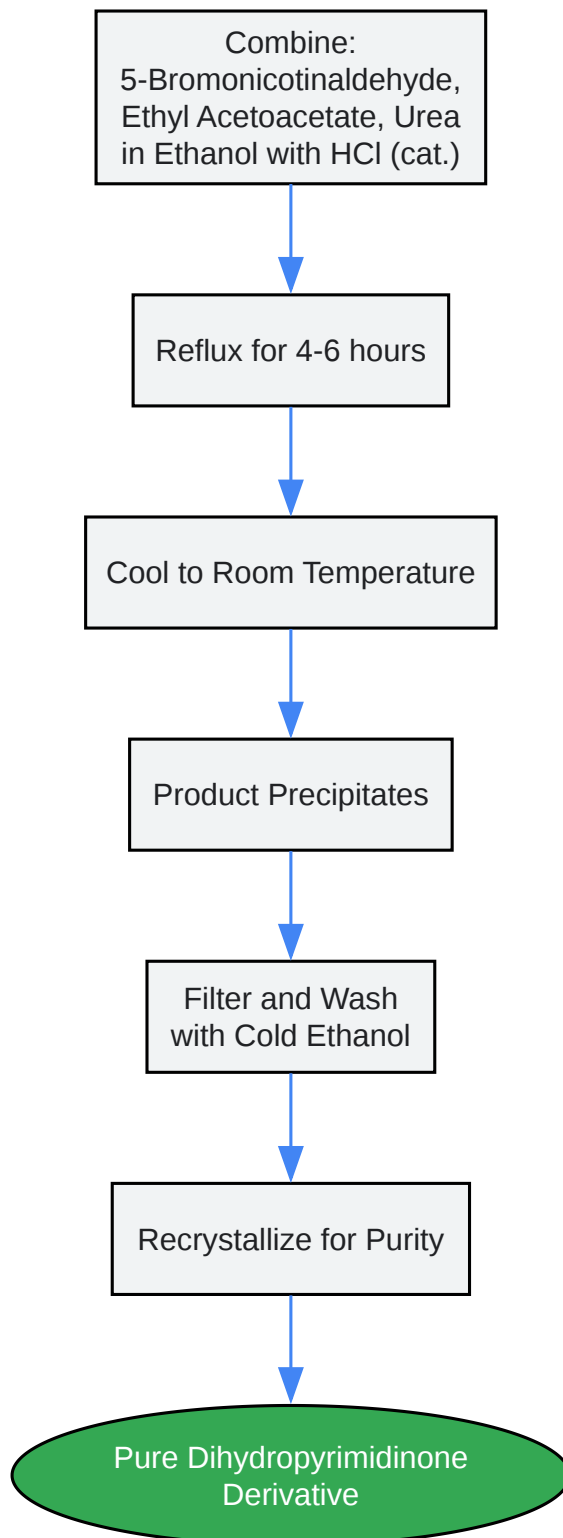 Combine:
5-Bromonicotinaldehyde,
Ethyl Acetoacetate, Urea
in Ethanol with HCl (cat.)
Reflux for 4-6 hours
Cool to Room Temperature
Product Precipitates
Filter and Wash
with Cold Ethanol
Recrystallize for Purity
Pure Dihydropyrimidinone
Derivative